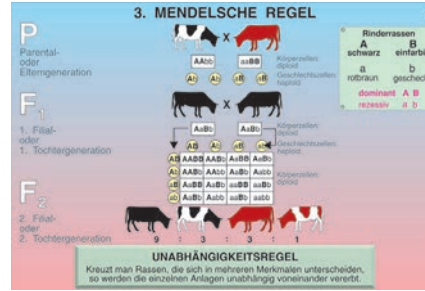 3. MENDELSCHE REGEL
P
Parental-
oder
Elterngeneration
X
AAbb
aaBB
Körperzellen:
diploid
Ab
Ab
aB
aB
Geschlechtszellen:
haploid
Rinderrassen
A B
schwarz einfarbi
a b
rotbraun gescheck
dominant A B
rezessiv a b
F1
1. Filial-
oder
1. Tochtergeneration
X
AaBb
AaBb
Körperzellen:
diploid
Geschlechtszellen:
haploid
AB AABB AABb AaBB AaBb
Ab AABb AAbb AaBb Aabb
aB AaBB AaBb aaBB aaBb
ab AaBb Aabb aaBb aabb
Körperzellen:
diploid
F2
2. Filial-
oder
2. Tochtergeneration
9 : 3 : 3 : 1
UNABHÄNGIGKEITSREGEL
Kreuzt man Rassen, die sich in mehreren Merkmalen unterscheiden,
so werden die einzelnen Anlagen unabhängig voneinander vererbt.